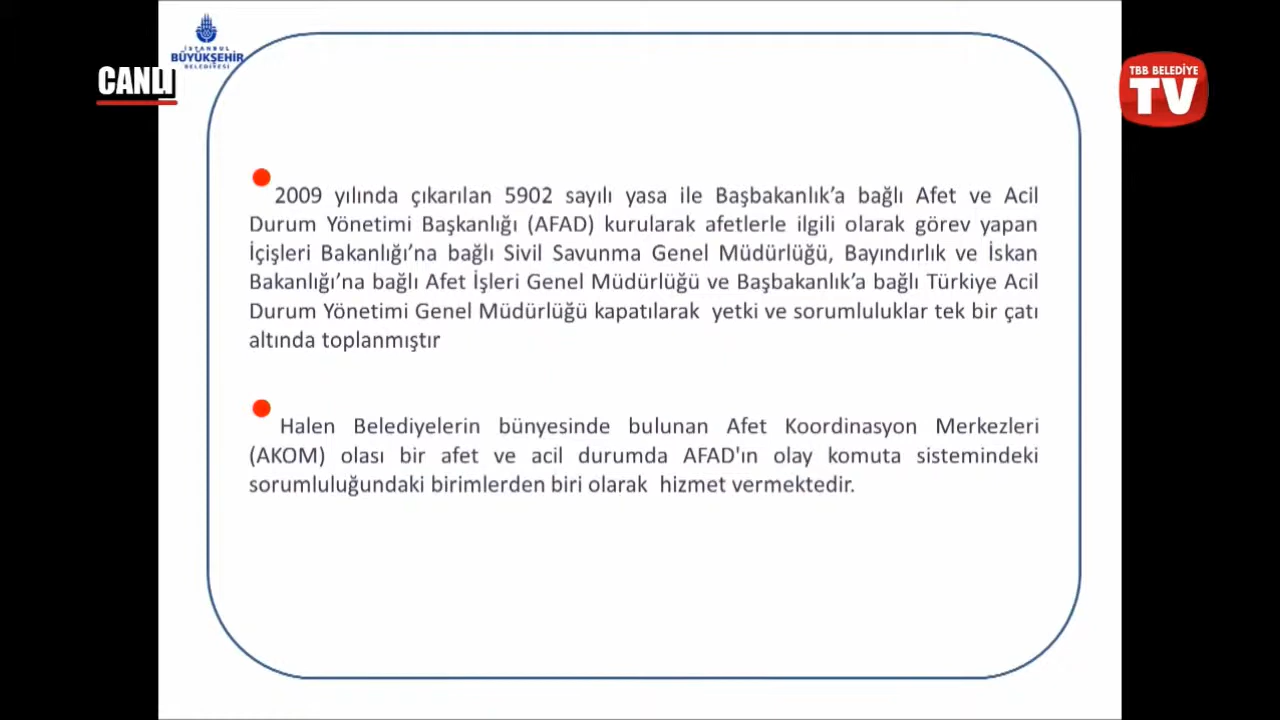 İSTANBUL
BÜYÜKŞEHİR
BELEDİYESİ
CANLI
TBB BELEDİYE
TV
2009 yılında çıkarılan 5902 sayılı yasa ile Başbakanlık’a bağlı Afet ve Acil
Durum Yönetimi Başkanlığı (AFAD) kurularak afetlerle ilgili olarak görev yapan
İçişleri Bakanlığı’na bağlı Sivil Savunma Genel Müdürlüğü, Bayındırlık ve İskan
Bakanlığı’na bağlı Afet İşleri Genel Müdürlüğü ve Başbakanlık’a bağlı Türkiye Acil
Durum Yönetimi Genel Müdürlüğü kapatılarak  yetki ve sorumluluklar tek bir çatı
altında toplanmıştır
Halen Belediyelerin bünyesinde bulunan Afet Koordinasyon Merkezleri
(AKOM) olası bir afet ve acil durumda AFAD'ın olay komuta sistemindeki
sorumluluğundaki birimlerden biri olarak  hizmet vermektedir.